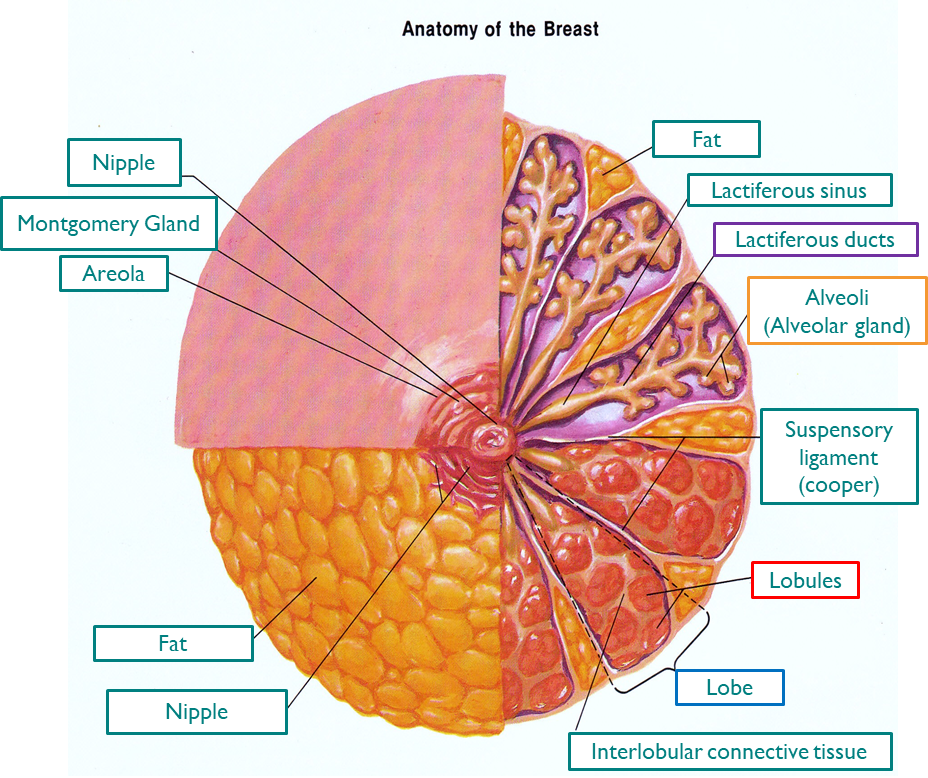 Anatomy of the Breast
Nipple
Montgomery Gland
Areola
Fat
Lactiferous sinus
Lactiferous ducts
Alveoli
(Alveolar gland)
Suspensory
ligament
(cooper)
Lobules
Lobe
Interlobular connective tissue
Fat
Nipple